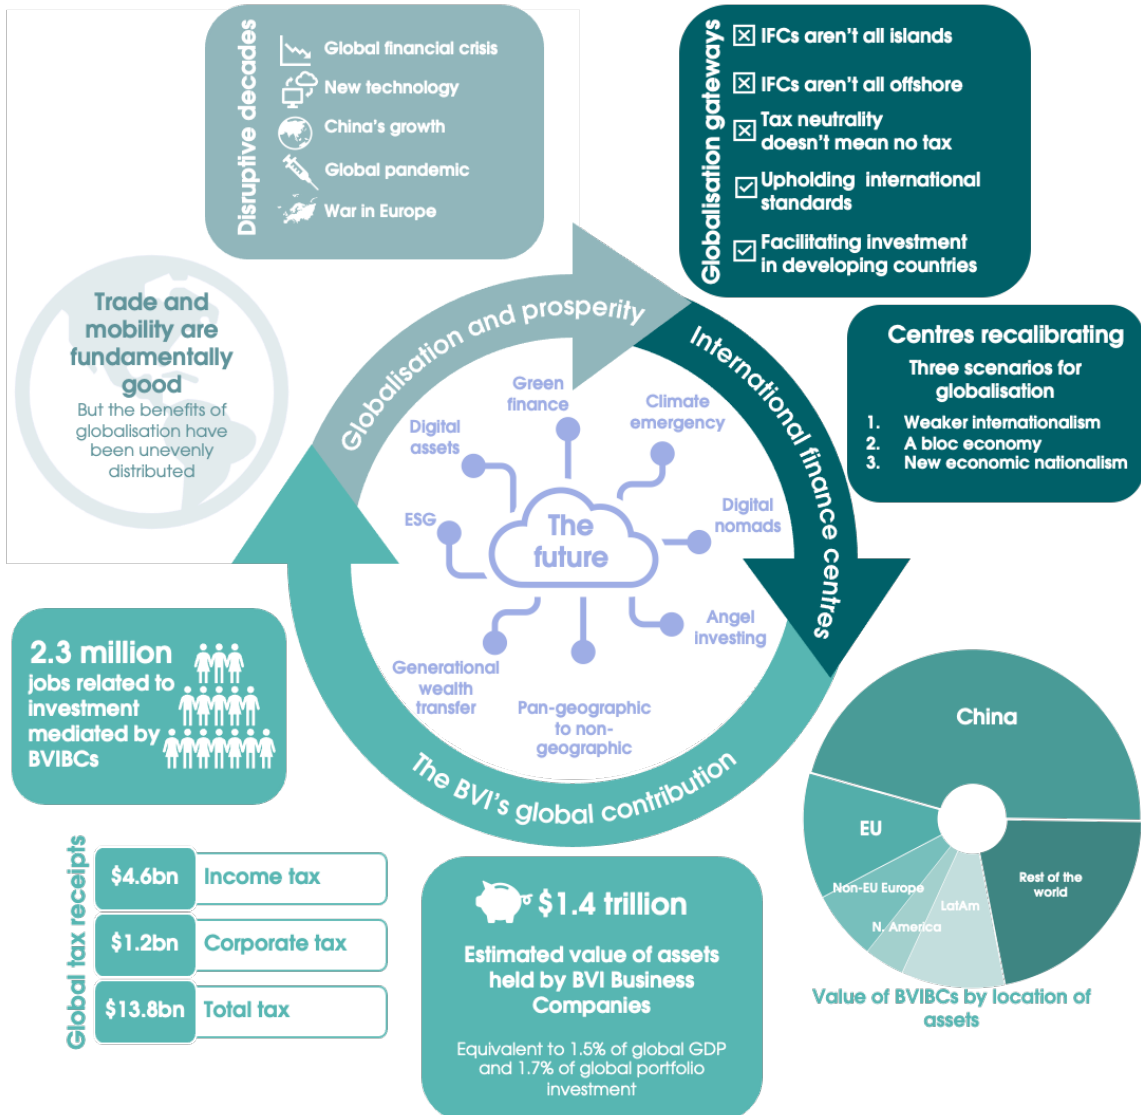 Disruptive decades
Global financial crisis
New technology
China's growth
Global pandemic
War in Europe
Globalisation gateways
IFCs aren't all islands
IFCs aren't all offshore
Tax neutrality
doesn't mean no tax
Upholding international
standards
Facilitating investment
in developing countries
Trade and
mobility are
fundamentally
good
But the benefits of
globalisation have
been unevenly
distributed
Globalisation and prosperity
International finance centres
Centres recalibrating
Three scenarios for
globalisation
1. Weaker internationalism
2. A bloc economy
3. New economic nationalism
Green
finance
Climate
emergency
Digital
assets
Digital
nomads
ESG
The
future
Angel
investing
Generational
wealth
transfer
Pan-geographic
to non-
geographic
The BVI's global contribution
2.3 million
jobs related to
investment
mediated by
BVIBCs
China
EU
Non-EU Europe
N. America
LatAm
Rest of the
world
Value of BVIBCs by location of
assets
Global tax receipts
$4.6bn Income tax
$1.2bn Corporate tax
$13.8bn Total tax
$1.4 trillion
Estimated value of assets
held by BVI Business
Companies
Equivalent to 1.5% of global GDP
and 1.7% of global portfolio
investment